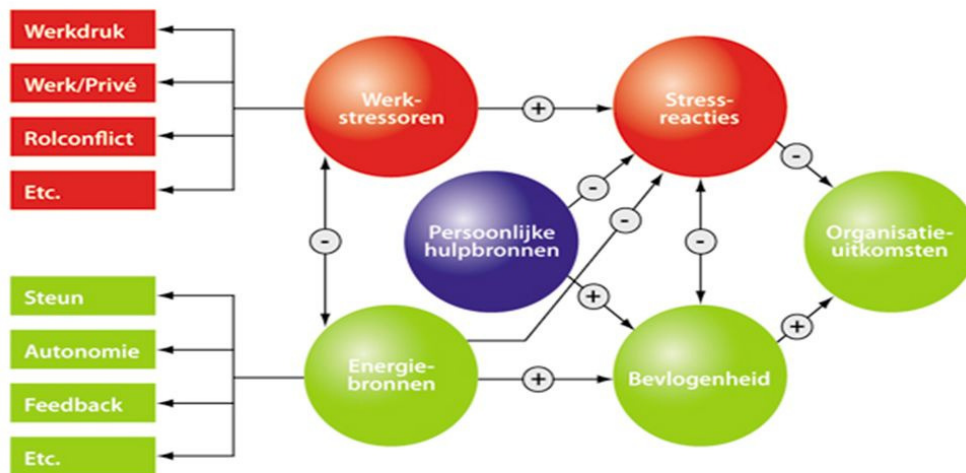 Werkdruk
Werk/Privé
Rolconflict
Etc.
Steun
Autonomie
Feedback
Etc.
Werk-
stressoren
+
Stress-
reacties
-
-
-
Persoonlijke
hulpbronnen
-
-
Organisatie-
uitkomsten
+
+
Energie-
bronnen
+
Bevlogenheid